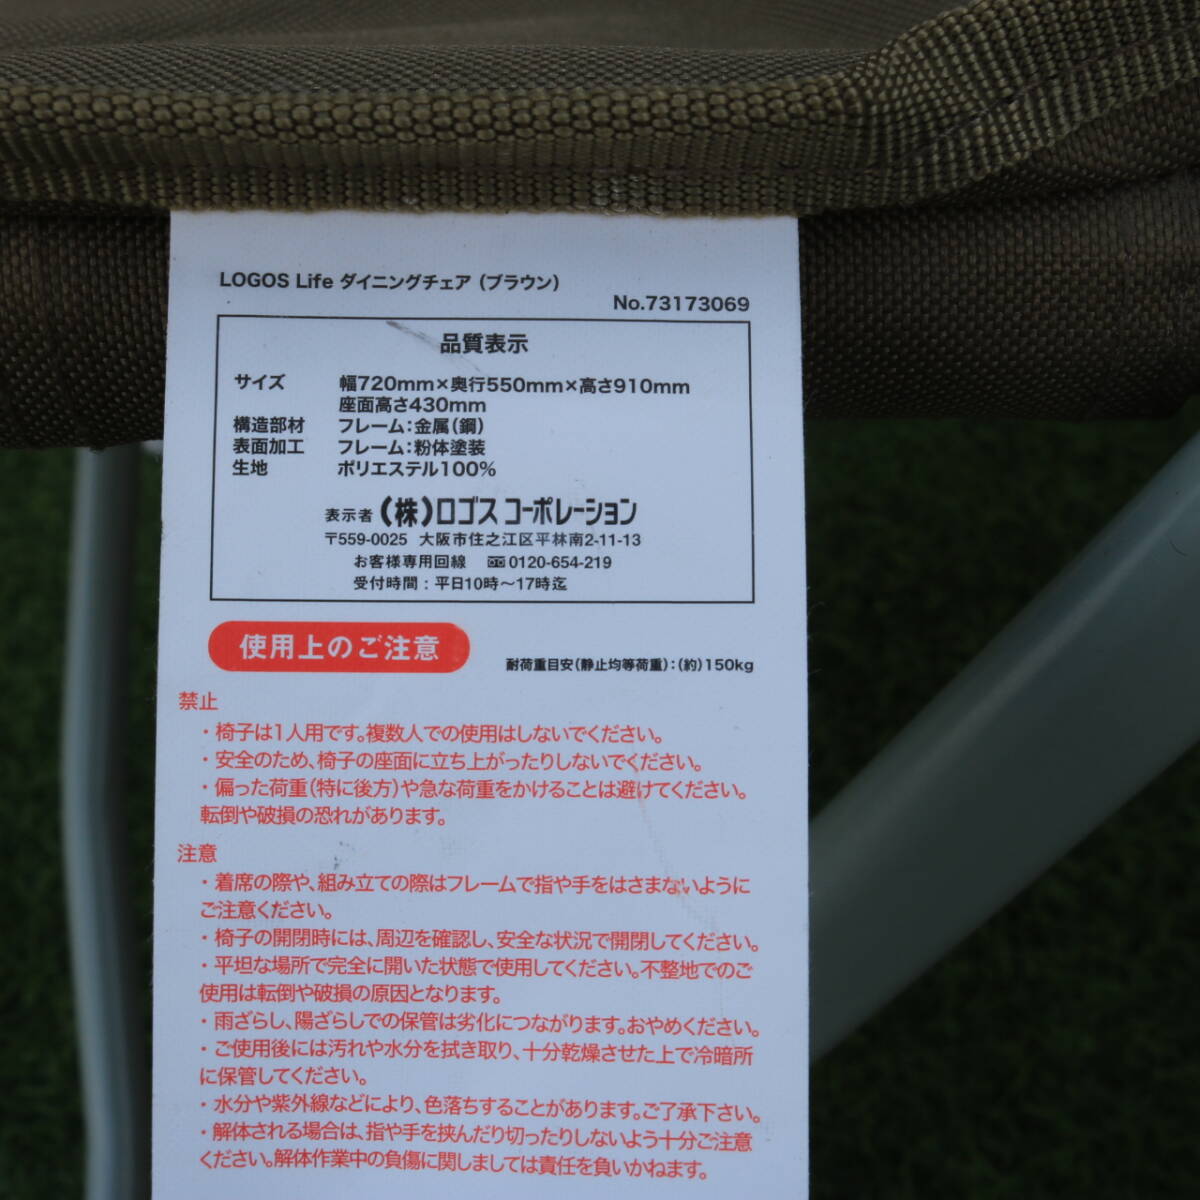 LOGOS Life ダイニングチェア（ブラウン）
No.73173069
品質表示
サイズ 幅720mm×奥行550mm×高さ910mm
座面高さ430mm
構造部材 フレーム：金属（鋼）
表面加工 フレーム：粉体塗装
生地 ポリエステル100%
表示者（株）ロゴス コーポレーション
〒559-0025 大阪市住之江区平林南2-11-13
お客様専用回線 0120-654-219
受付時間：平日10時～17時迄
使用上のご注意
耐荷重目安（静止均等荷重）：（約）150kg
禁止
・椅子は1人用です。複数人での使用はしないでください。
・安全のため、椅子の座面に立ち上がったりしないでください。
・偏った荷重（特に後方）や急な荷重をかけることは避けてください。
転倒や破損の恐れがあります。
注意
・着席の際や、組み立ての際はフレームで指や手をはさまないように
ご注意ください。
・椅子の開閉時には、周辺を確認し、安全な状況で開閉してください。
・平坦な場所で完全に開いた状態で使用してください。不整地でのご
使用は転倒や破損の原因となります。
・雨ざらし、陽ざらしでの保管は劣化につながります。おやめください。
・ご使用後には汚れや水分を拭き取り、十分乾燥させた上で冷暗所
に保管してください。
・水分や紫外線などにより、色落ちすることがあります。ご了承下さい。
・解体される場合は、指や手を挟んだり切ったりしないよう十分ご注意
ください。解体作業中の負傷に関しましては責任を負いかねます。